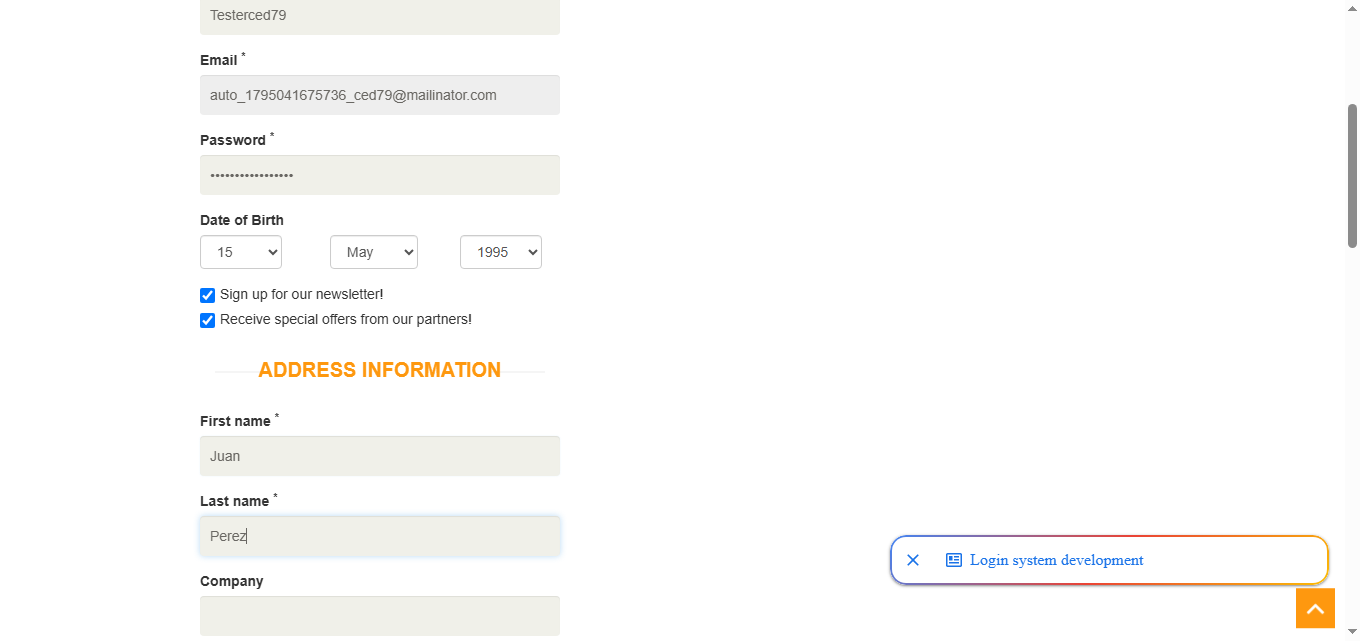 Testerced79
Email *
auto_1795041675736_ced79@mailinator.com
Password *
•••••••••••••••••
Date of Birth
15 May 1995
Sign up for our newsletter!
Receive special offers from our partners!
ADDRESS INFORMATION
First name *
Juan
Last name *
Perez
Login system development
Company